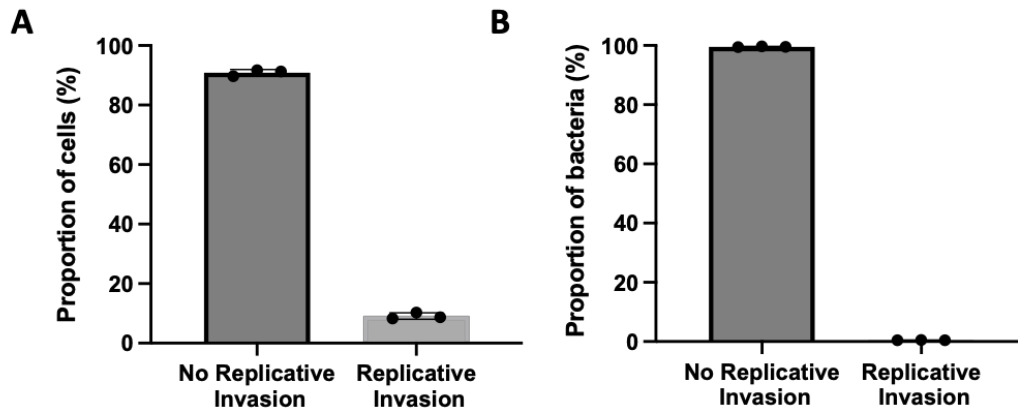 A
Proportion of cells (%)
100
80
60
40
20
0
No Replicative
Invasion
Replicative
Invasion
B
Proportion of bacteria (%)
100
80
60
40
20
0
No Replicative
Invasion
Replicative
Invasion